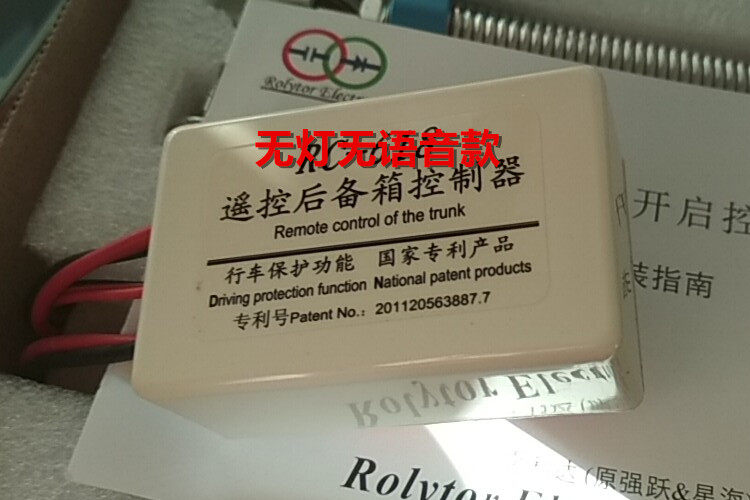 Rolytor Electr
无灯无语音款
遥控后备箱控制器
Remote control of the trunk
行车保护功能 国家专利产品
Driving protection function National patent products
专利号Patent No.: 201120563887.7
开启控
装指南
Rolytor Elect
Rolytor Ele
(原强跃&星海